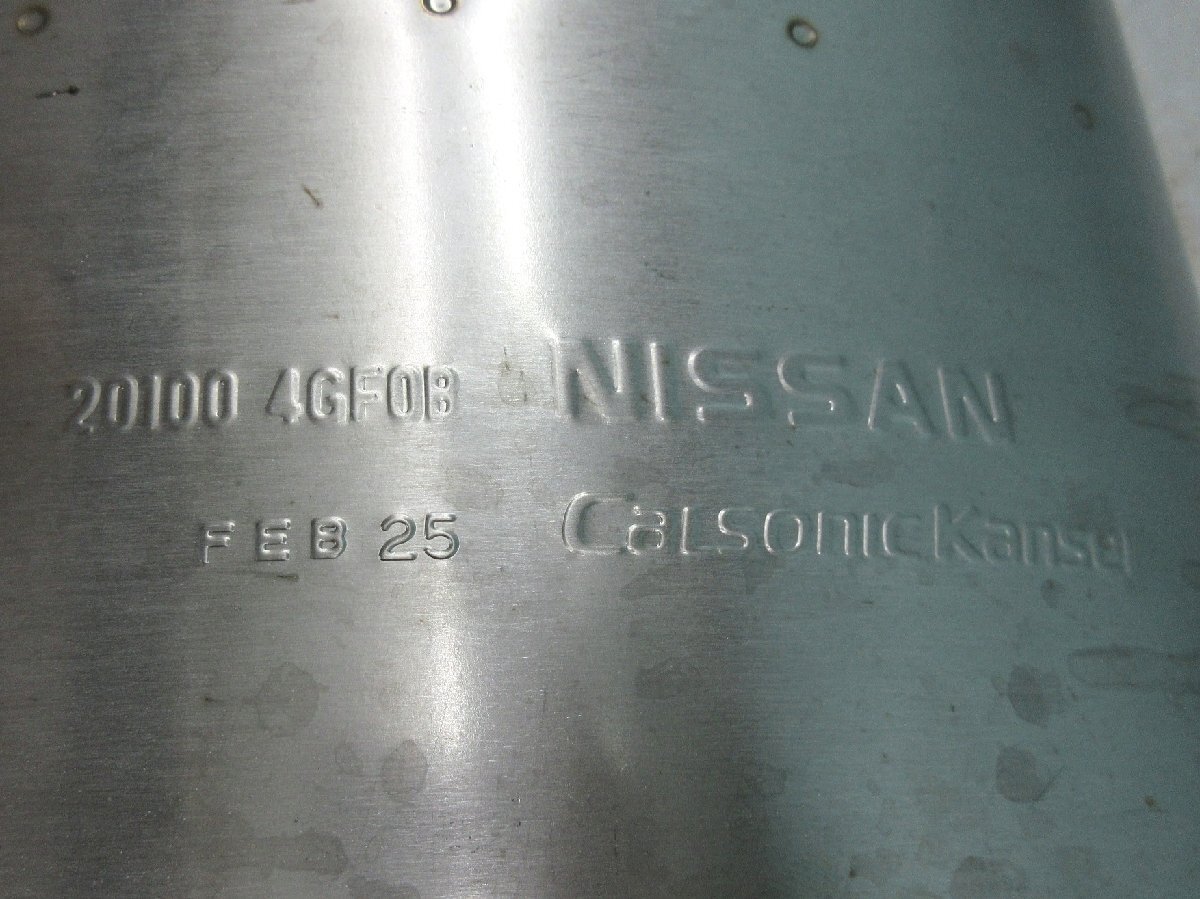 20100 4GF0B NISSAN
FEB 25 CalsonicKansei